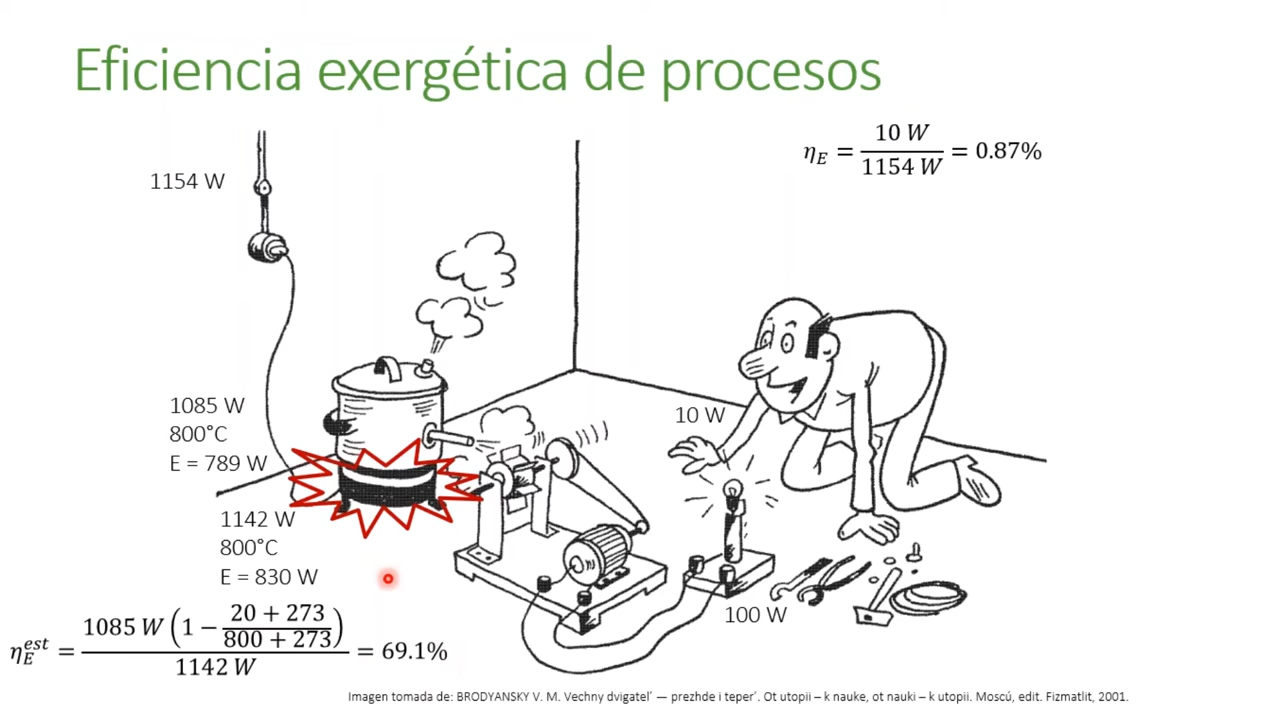 Eficiencia exergética de procesos
η_E = 10 W / 1154 W = 0.87%
1154 W
1085 W
800°C
E = 789 W
10 W
1142 W
800°C
E = 830 W
100 W
η_E^est = 1085 W (1 − (20 + 273) / (800 + 273)) / 1142 W = 69.1%
Imagen tomada de: BRODYANSKY V. M. Vechny dvigatel’ — prezhde i teper’. Ot utopii – k nauke, ot nauki – k utopii. Moscú, edit. Fizmatlit, 2001.